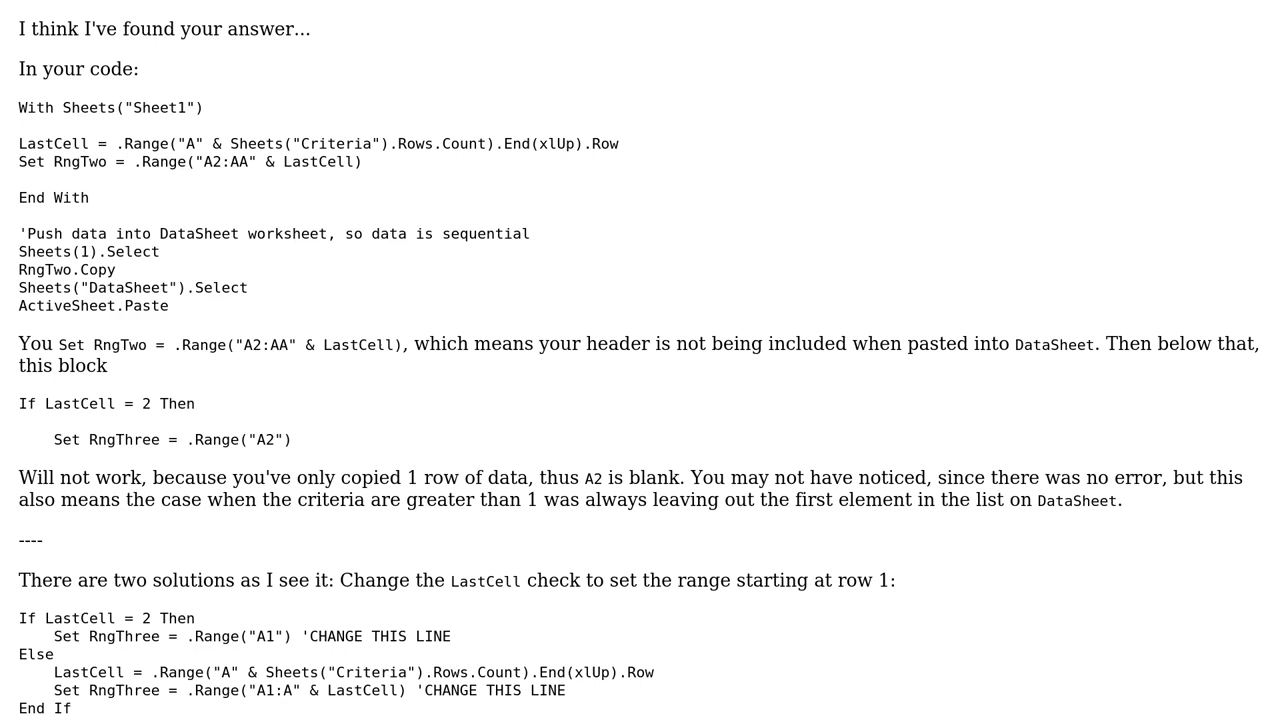 I think I've found your answer...
In your code:
With Sheets("Sheet1")
LastCell = .Range("A" & Sheets("Criteria").Rows.Count).End(xlUp).Row
Set RngTwo = .Range("A2:AA" & LastCell)
End With
'Push data into DataSheet worksheet, so data is sequential
Sheets(1).Select
RngTwo.Copy
Sheets("DataSheet").Select
ActiveSheet.Paste
You Set RngTwo = .Range("A2:AA" & LastCell), which means your header is not being included when pasted into DataSheet. Then below that,
this block
If LastCell = 2 Then
    Set RngThree = .Range("A2")
Will not work, because you've only copied 1 row of data, thus A2 is blank. You may not have noticed, since there was no error, but this
also means the case when the criteria are greater than 1 was always leaving out the first element in the list on DataSheet.
----
There are two solutions as I see it: Change the LastCell check to set the range starting at row 1:
If LastCell = 2 Then
    Set RngThree = .Range("A1") 'CHANGE THIS LINE
Else
    LastCell = .Range("A" & Sheets("Criteria").Rows.Count).End(xlUp).Row
    Set RngThree = .Range("A1:A" & LastCell) 'CHANGE THIS LINE
End If